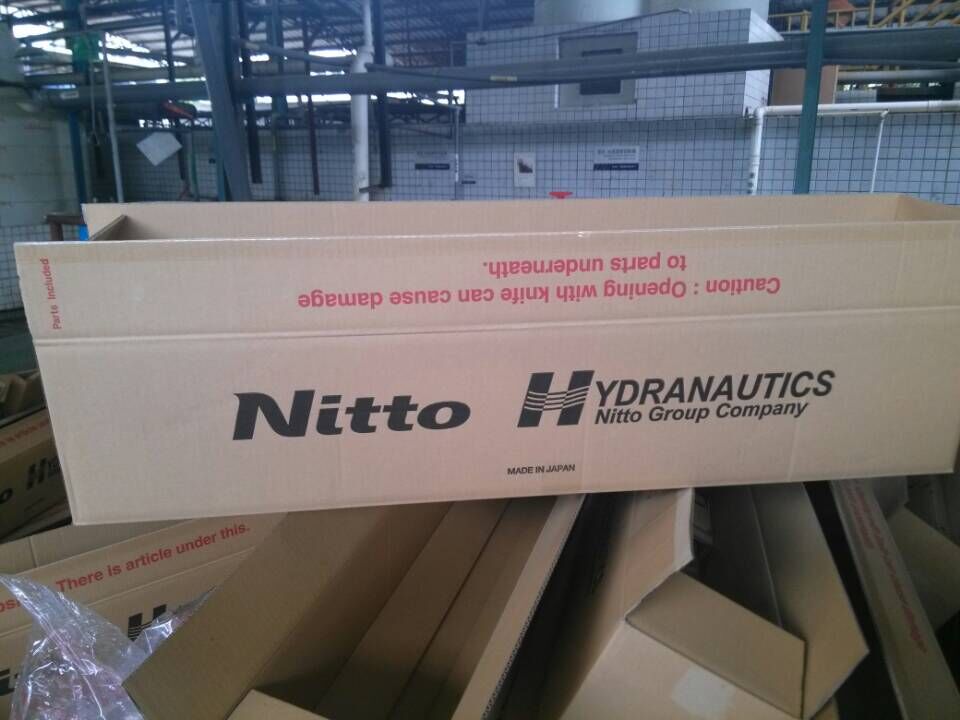 Caution : Opening with knife can cause damage
to parts underneath.
Parts Included
Nitto
HYDRANAUTICS
Nitto Group Company
MADE IN JAPAN
There is article under this.